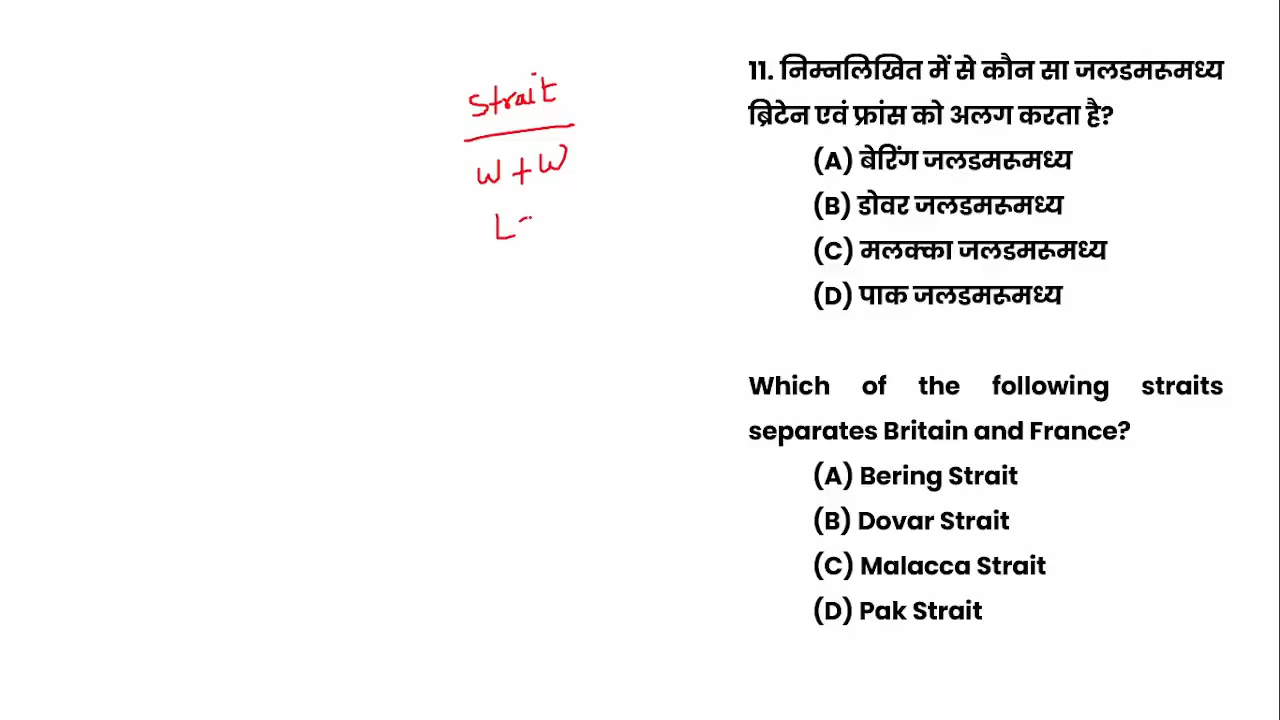 Strait
W + W
L -
11. निम्नलिखित में से कौन सा जलडमरूमध्य
ब्रिटेन एवं फ्रांस को अलग करता है?
(A) बेरिंग जलडमरूमध्य
(B) डोवर जलडमरूमध्य
(C) मलक्का जलडमरूमध्य
(D) पाक जलडमरूमध्य
Which of the following straits
separates Britain and France?
(A) Bering Strait
(B) Dovar Strait
(C) Malacca Strait
(D) Pak Strait